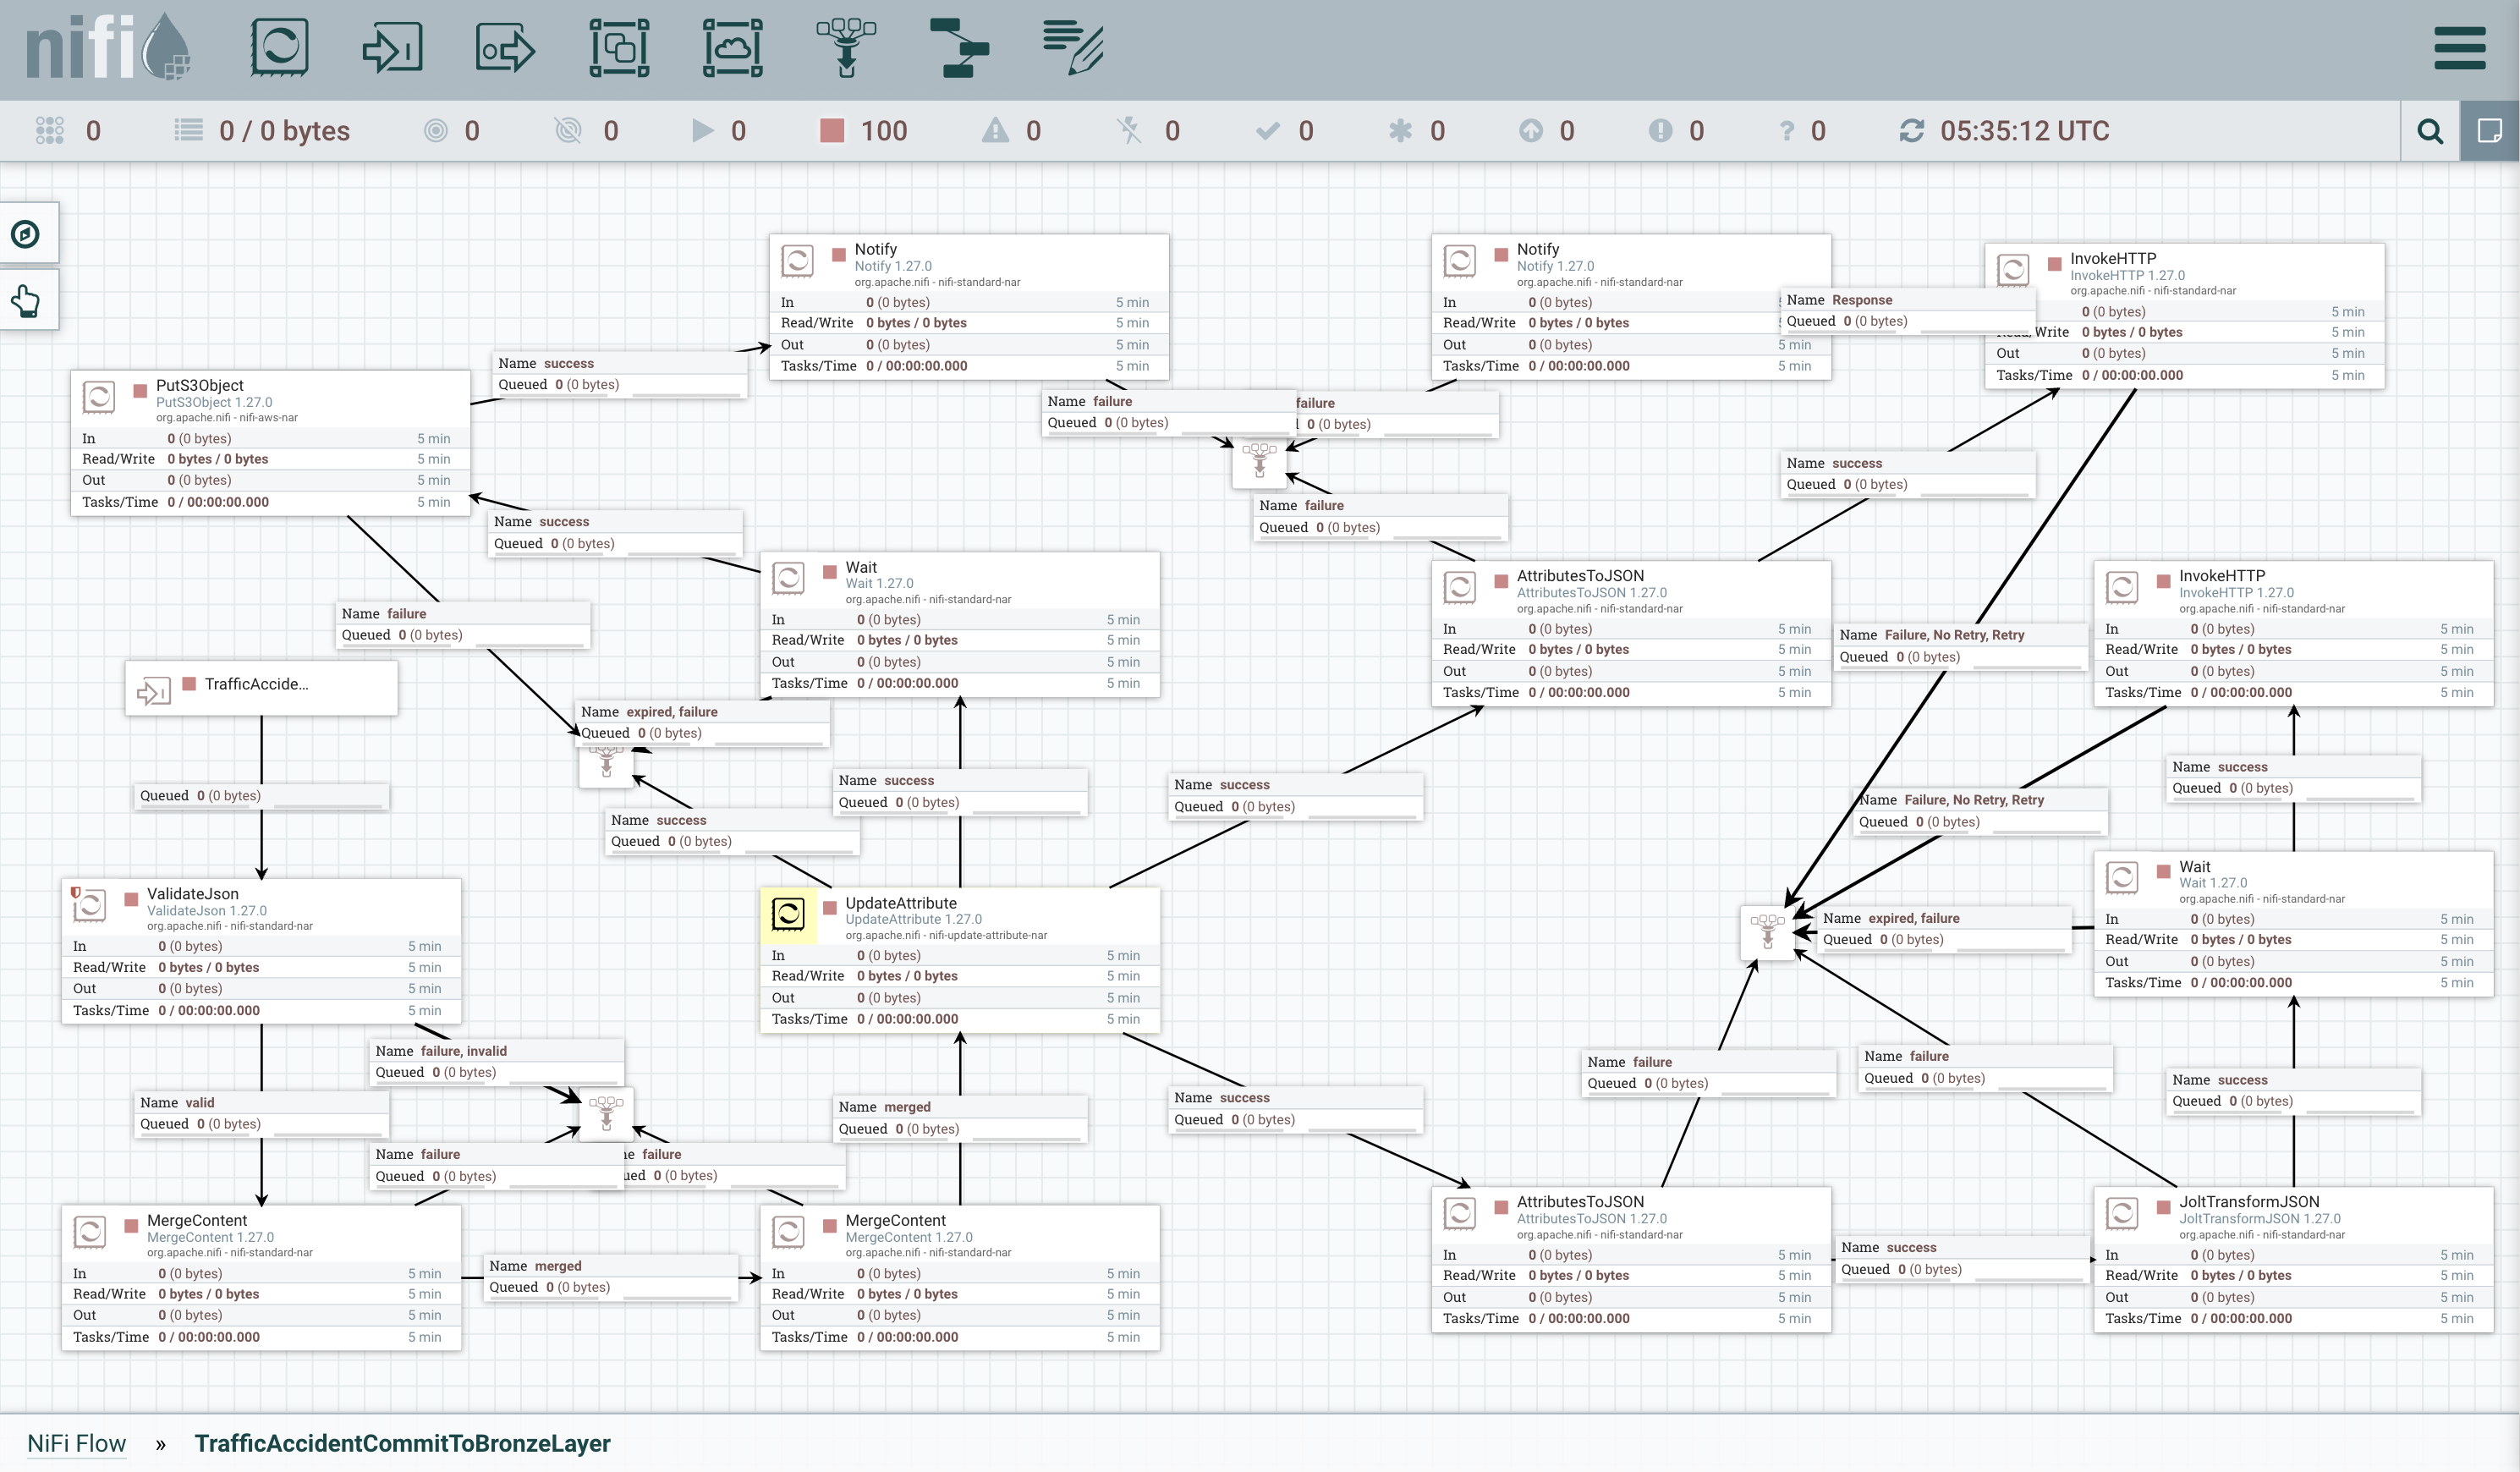 nifi
0
0 / 0 bytes
0
0
0
100
0
0
0
0
0
0
? 0
05:35:12 UTC
Notify
Notify 1.27.0
org.apache.nifi - nifi-standard-nar
In 0 (0 bytes) 5 min
Read/Write 0 bytes / 0 bytes 5 min
Out 0 (0 bytes) 5 min
Tasks/Time 0 / 00:00:00.000 5 min
Notify
Notify 1.27.0
org.apache.nifi - nifi-standard-nar
In 0 (0 bytes)
Read/Write 0 bytes / 0 bytes
Out 0 (0 bytes) 5 min
Tasks/Time 0 / 00:00:00.000 5 min
Name Response
Queued 0 (0 bytes)
InvokeHTTP
InvokeHTTP 1.27.0
org.apache.nifi - nifi-standard-nar
0 (0 bytes) 5 min
Write 0 bytes / 0 bytes 5 min
Out 0 (0 bytes) 5 min
Tasks/Time 0 / 00:00:00.000 5 min
Name success
Queued 0 (0 bytes)
PutS3Object
PutS3Object 1.27.0
org.apache.nifi - nifi-aws-nar
In 0 (0 bytes) 5 min
Read/Write 0 bytes / 0 bytes 5 min
Out 0 (0 bytes) 5 min
Tasks/Time 0 / 00:00:00.000 5 min
Name failure
Queued 0 (0 bytes)
failure
0 (0 bytes)
Name success
Queued 0 (0 bytes)
Name failure
Queued 0 (0 bytes)
Name success
Queued 0 (0 bytes)
Wait
Wait 1.27.0
org.apache.nifi - nifi-standard-nar
In 0 (0 bytes) 5 min
Read/Write 0 bytes / 0 bytes 5 min
Out 0 (0 bytes) 5 min
Tasks/Time 0 / 00:00:00.000 5 min
AttributesToJSON
AttributesToJSON 1.27.0
org.apache.nifi - nifi-standard-nar
In 0 (0 bytes) 5 min
Read/Write 0 bytes / 0 bytes 5 min
Out 0 (0 bytes) 5 min
Tasks/Time 0 / 00:00:00.000 5 min
InvokeHTTP
InvokeHTTP 1.27.0
org.apache.nifi - nifi-standard-nar
In 0 (0 bytes) 5 min
Read/Write 0 bytes / 0 bytes 5 min
Out 0 (0 bytes) 5 min
Tasks/Time 0 / 00:00:00.000 5 min
Name failure
Queued 0 (0 bytes)
Name Failure, No Retry, Retry
Queued 0 (0 bytes)
TrafficAccide...
Name expired, failure
Queued 0 (0 bytes)
Queued 0 (0 bytes)
Name success
Queued 0 (0 bytes)
Name success
Queued 0 (0 bytes)
Name success
Queued 0 (0 bytes)
Name Failure, No Retry, Retry
Queued 0 (0 bytes)
Name success
Queued 0 (0 bytes)
ValidateJson
ValidateJson 1.27.0
org.apache.nifi - nifi-standard-nar
In 0 (0 bytes) 5 min
Read/Write 0 bytes / 0 bytes 5 min
Out 0 (0 bytes) 5 min
Tasks/Time 0 / 00:00:00.000 5 min
UpdateAttribute
UpdateAttribute 1.27.0
org.apache.nifi - nifi-update-attribute-nar
In 0 (0 bytes) 5 min
Read/Write 0 bytes / 0 bytes 5 min
Out 0 (0 bytes) 5 min
Tasks/Time 0 / 00:00:00.000 5 min
Name expired, failure
Queued 0 (0 bytes)
Wait
Wait 1.27.0
org.apache.nifi - nifi-standard-nar
In 0 (0 bytes) 5 min
Read/Write 0 bytes / 0 bytes 5 min
Out 0 (0 bytes) 5 min
Tasks/Time 0 / 00:00:00.000 5 min
Name failure, invalid
Queued 0 (0 bytes)
Name valid
Queued 0 (0 bytes)
Name merged
Queued 0 (0 bytes)
Name success
Queued 0 (0 bytes)
Name failure
Queued 0 (0 bytes)
Name failure
Queued 0 (0 bytes)
Name success
Queued 0 (0 bytes)
Name failure
Queued 0 (0 bytes)
failure
0 (0 bytes)
MergeContent
MergeContent 1.27.0
org.apache.nifi - nifi-standard-nar
In 0 (0 bytes) 5 min
Read/Write 0 bytes / 0 bytes 5 min
Out 0 (0 bytes) 5 min
Tasks/Time 0 / 00:00:00.000 5 min
Name merged
Queued 0 (0 bytes)
MergeContent
MergeContent 1.27.0
org.apache.nifi - nifi-standard-nar
In 0 (0 bytes) 5 min
Read/Write 0 bytes / 0 bytes 5 min
Out 0 (0 bytes) 5 min
Tasks/Time 0 / 00:00:00.000 5 min
AttributesToJSON
AttributesToJSON 1.27.0
org.apache.nifi - nifi-standard-nar
In 0 (0 bytes) 5 min
Read/Write 0 bytes / 0 bytes 5 min
Out 0 (0 bytes) 5 min
Tasks/Time 0 / 00:00:00.000 5 min
Name success
Queued 0 (0 bytes)
JoltTransformJSON
JoltTransformJSON 1.27.0
org.apache.nifi - nifi-standard-nar
In 0 (0 bytes) 5 min
Read/Write 0 bytes / 0 bytes 5 min
Out 0 (0 bytes) 5 min
Tasks/Time 0 / 00:00:00.000 5 min
NiFi Flow » TrafficAccidentCommitToBronzeLayer